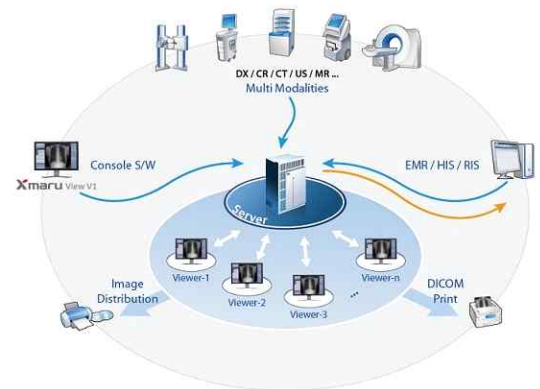 DX / CR / CT / US / MR ...
Multi Modalities
Console S/W
Xmaru View V1
EMR / HIS / RIS
Server
Viewer-1
Viewer-2
Viewer-3
...
Viewer-n
Image
Distribution
DICOM
Print